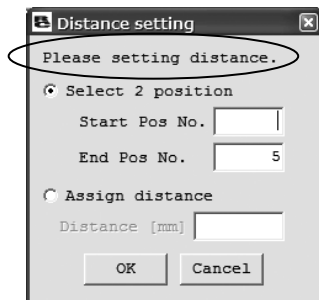 Distance setting
Please setting distance.
Select 2 position
Start Pos No.
End Pos No. 5
Assign distance
Distance [mm]
OK Cancel